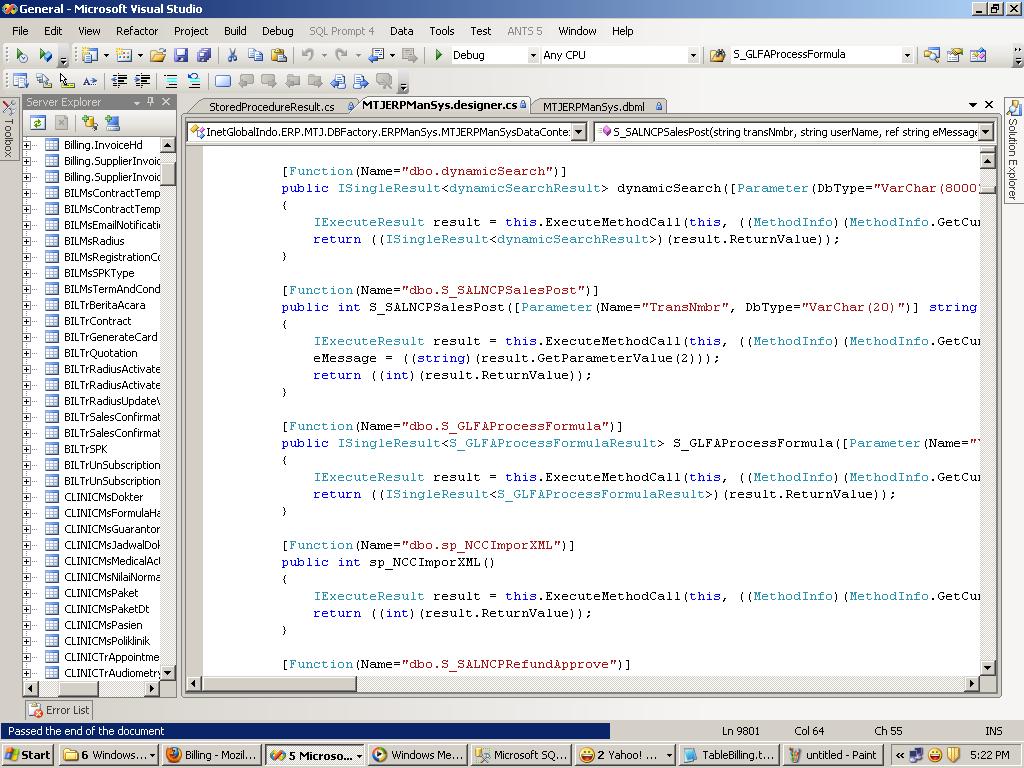 General - Microsoft Visual Studio
File Edit View Refactor Project Build Debug SQL Prompt 4 Data Tools Test ANTS 5 Window Help
Debug Any CPU S_GLFAProcessFormula
Server Explorer
StoredProcedureResult.cs MTJERPManSys.designer.cs MTJERPManSys.dbml
Toolbox
Solution Explorer
InetGlobalIndo.ERP.MTJ.DBFactory.ERPManSys.MTJERPManSysDataConte: S_SALNCPSalesPost(string transNmbr, string userName, ref string eMessage
Billing.InvoiceHd
Billing.SupplierInvoic
Billing.SupplierInvoic
BILMsContractTemp
BILMsContractTemp
BILMsEmailNotificati
BILMsRadius
BILMsRegistrationCo
BILMsSPKType
BILMsTermAndCond
BILTrBeritaAcara
BILTrContract
BILTrGenerateCard
BILTrQuotation
BILTrRadiusActivate
BILTrRadiusActivate
BILTrRadiusUpdateV
BILTrSalesConfirmat
BILTrSalesConfirmat
BILTrSPK
BILTrUnSubscription
BILTrUnSubscription
CLINICMsDokter
CLINICMsFormulaHa
CLINICMsGuarantor
CLINICMsJadwalDok
CLINICMsMedicalAct
CLINICMsNilaiNorma
CLINICMsPaket
CLINICMsPaketDt
CLINICMsPasien
CLINICMsPoliklinik
CLINICTrAppointme
CLINICTrAudiometry
[Function(Name="dbo.dynamicSearch")]
public ISingleResult<dynamicSearchResult> dynamicSearch([Parameter(DbType="VarChar(8000
{
IExecuteResult result = this.ExecuteMethodCall(this, ((MethodInfo)(MethodInfo.GetCu
return ((ISingleResult<dynamicSearchResult>)(result.ReturnValue));
}
[Function(Name="dbo.S_SALNCPSalesPost")]
public int S_SALNCPSalesPost([Parameter(Name="TransNmbr", DbType="VarChar(20)")] string
{
IExecuteResult result = this.ExecuteMethodCall(this, ((MethodInfo)(MethodInfo.GetCu
eMessage = ((string)(result.GetParameterValue(2)));
return ((int)(result.ReturnValue));
}
[Function(Name="dbo.S_GLFAProcessFormula")]
public ISingleResult<S_GLFAProcessFormulaResult> S_GLFAProcessFormula([Parameter(Name="
{
IExecuteResult result = this.ExecuteMethodCall(this, ((MethodInfo)(MethodInfo.GetCu
return ((ISingleResult<S_GLFAProcessFormulaResult>)(result.ReturnValue));
}
[Function(Name="dbo.sp_NCCImporXML")]
public int sp_NCCImporXML()
{
IExecuteResult result = this.ExecuteMethodCall(this, ((MethodInfo)(MethodInfo.GetCu
return ((int)(result.ReturnValue));
}
[Function(Name="dbo.S_SALNCPRefundApprove")]
Error List
Passed the end of the document Ln 9801 Col 64 Ch 55 INS
Start 6 Windows... Billing - Mozil... 5 Microso... Windows Me... Microsoft SQ... 2 Yahoo! ... TableBilling.t... untitled - Paint « 5:22 PM